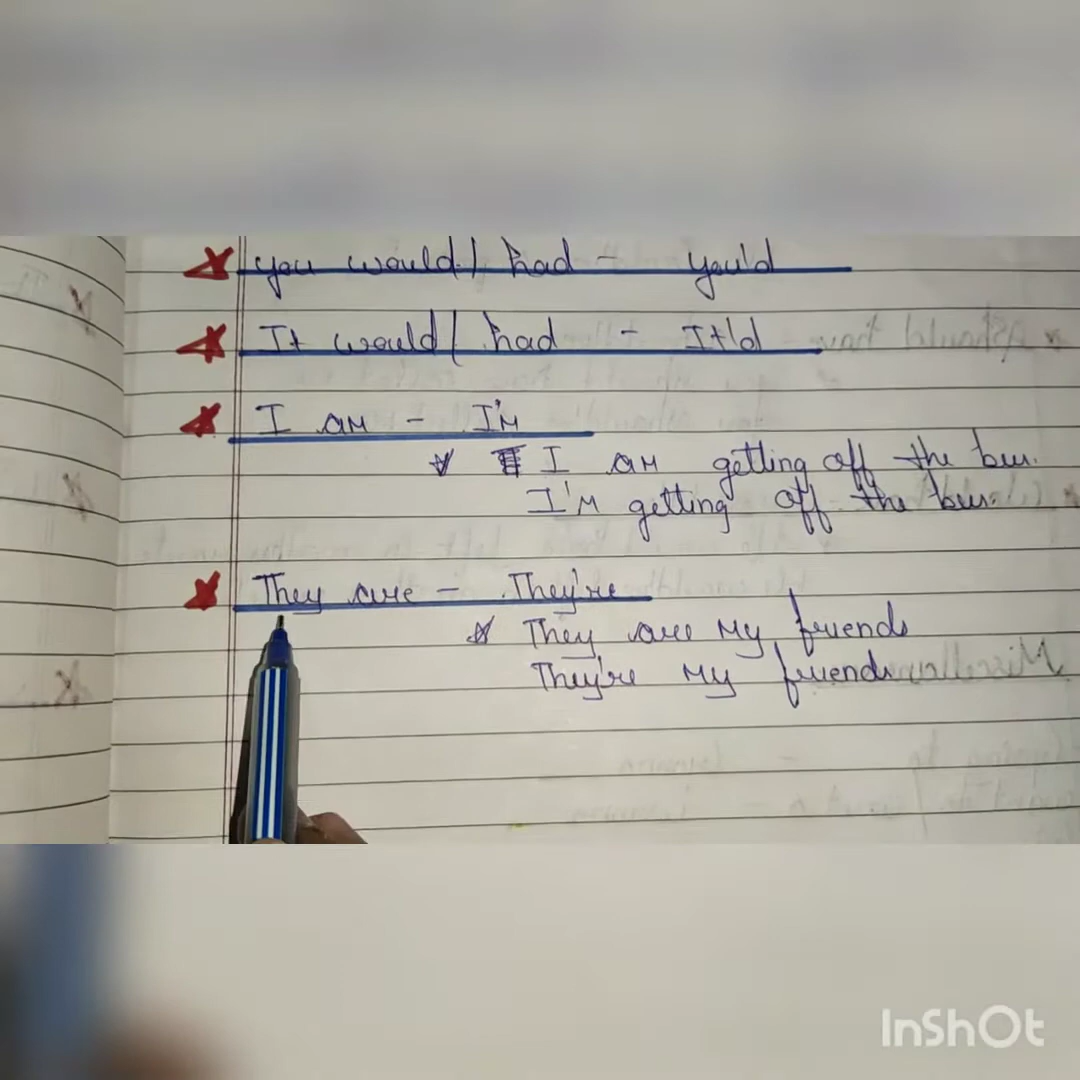 you would / had - you'd
It would / had - It'd
I am - I'm
I am getting off the bus.
I'm getting off the bus.
They are - They're
They are my friends
They're my friends
InShOt